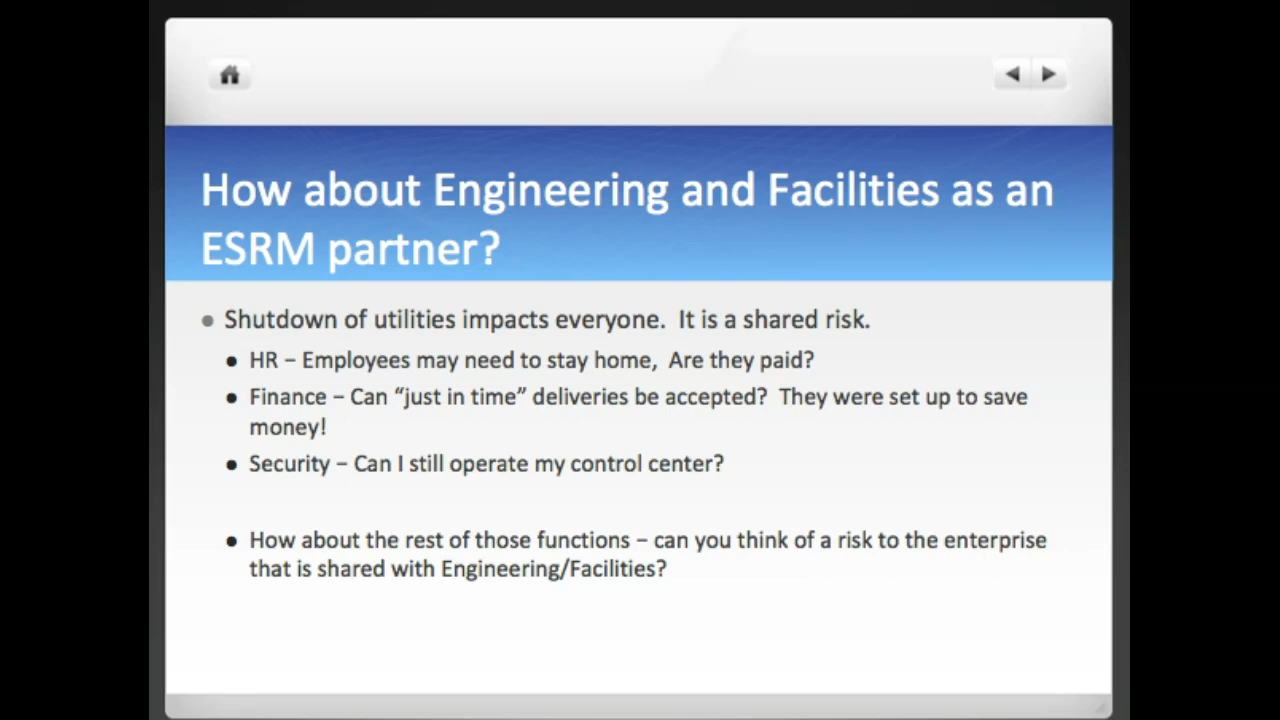 How about Engineering and Facilities as an
ESRM partner?
Shutdown of utilities impacts everyone.  It is a shared risk.
HR – Employees may need to stay home,  Are they paid?
Finance – Can “just in time” deliveries be accepted?  They were set up to save
money!
Security – Can I still operate my control center?
How about the rest of those functions – can you think of a risk to the enterprise
that is shared with Engineering/Facilities?